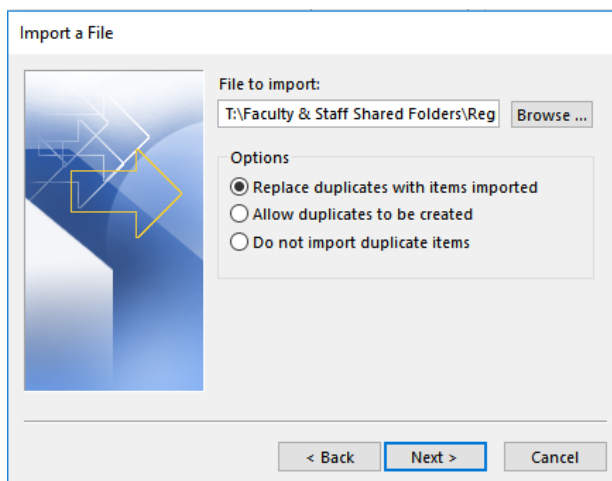 Import a File
File to import:
T:\Faculty & Staff Shared Folders\Reg
Browse ...
Options
Replace duplicates with items imported
Allow duplicates to be created
Do not import duplicate items
< Back
Next >
Cancel